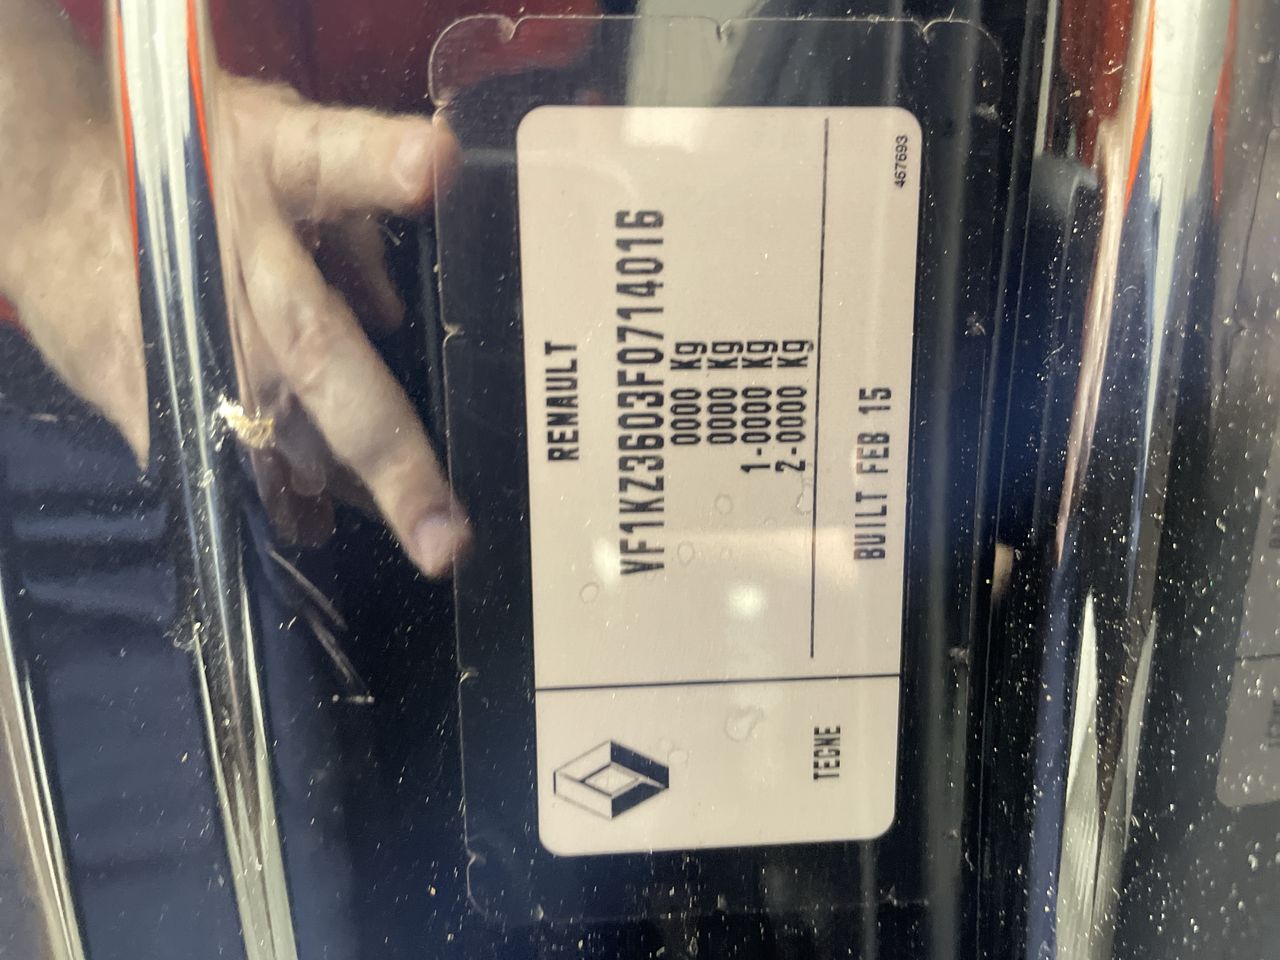 RENAULT
VF1KZ3603F0714016
0000 Kg
0000 Kg
1-0000 Kg
2-0000 Kg
BUILT FEB 15
467693
TECNE